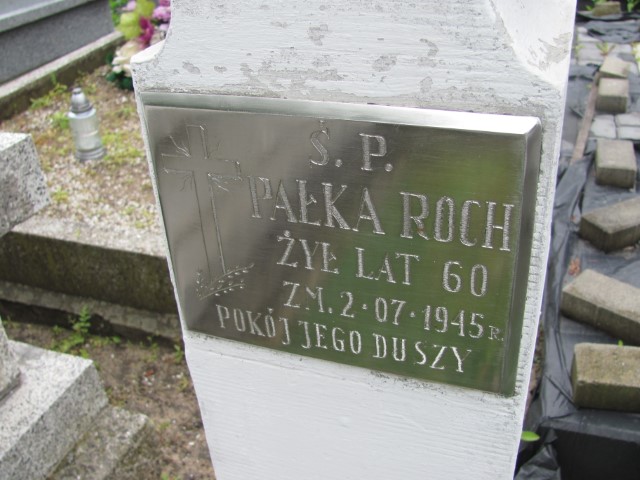 Ś. P.
PAŁKA ROCH
ŻYŁ LAT 60
ZM. 2·07·1945 R.
POKÓJ JEGO DUSZY